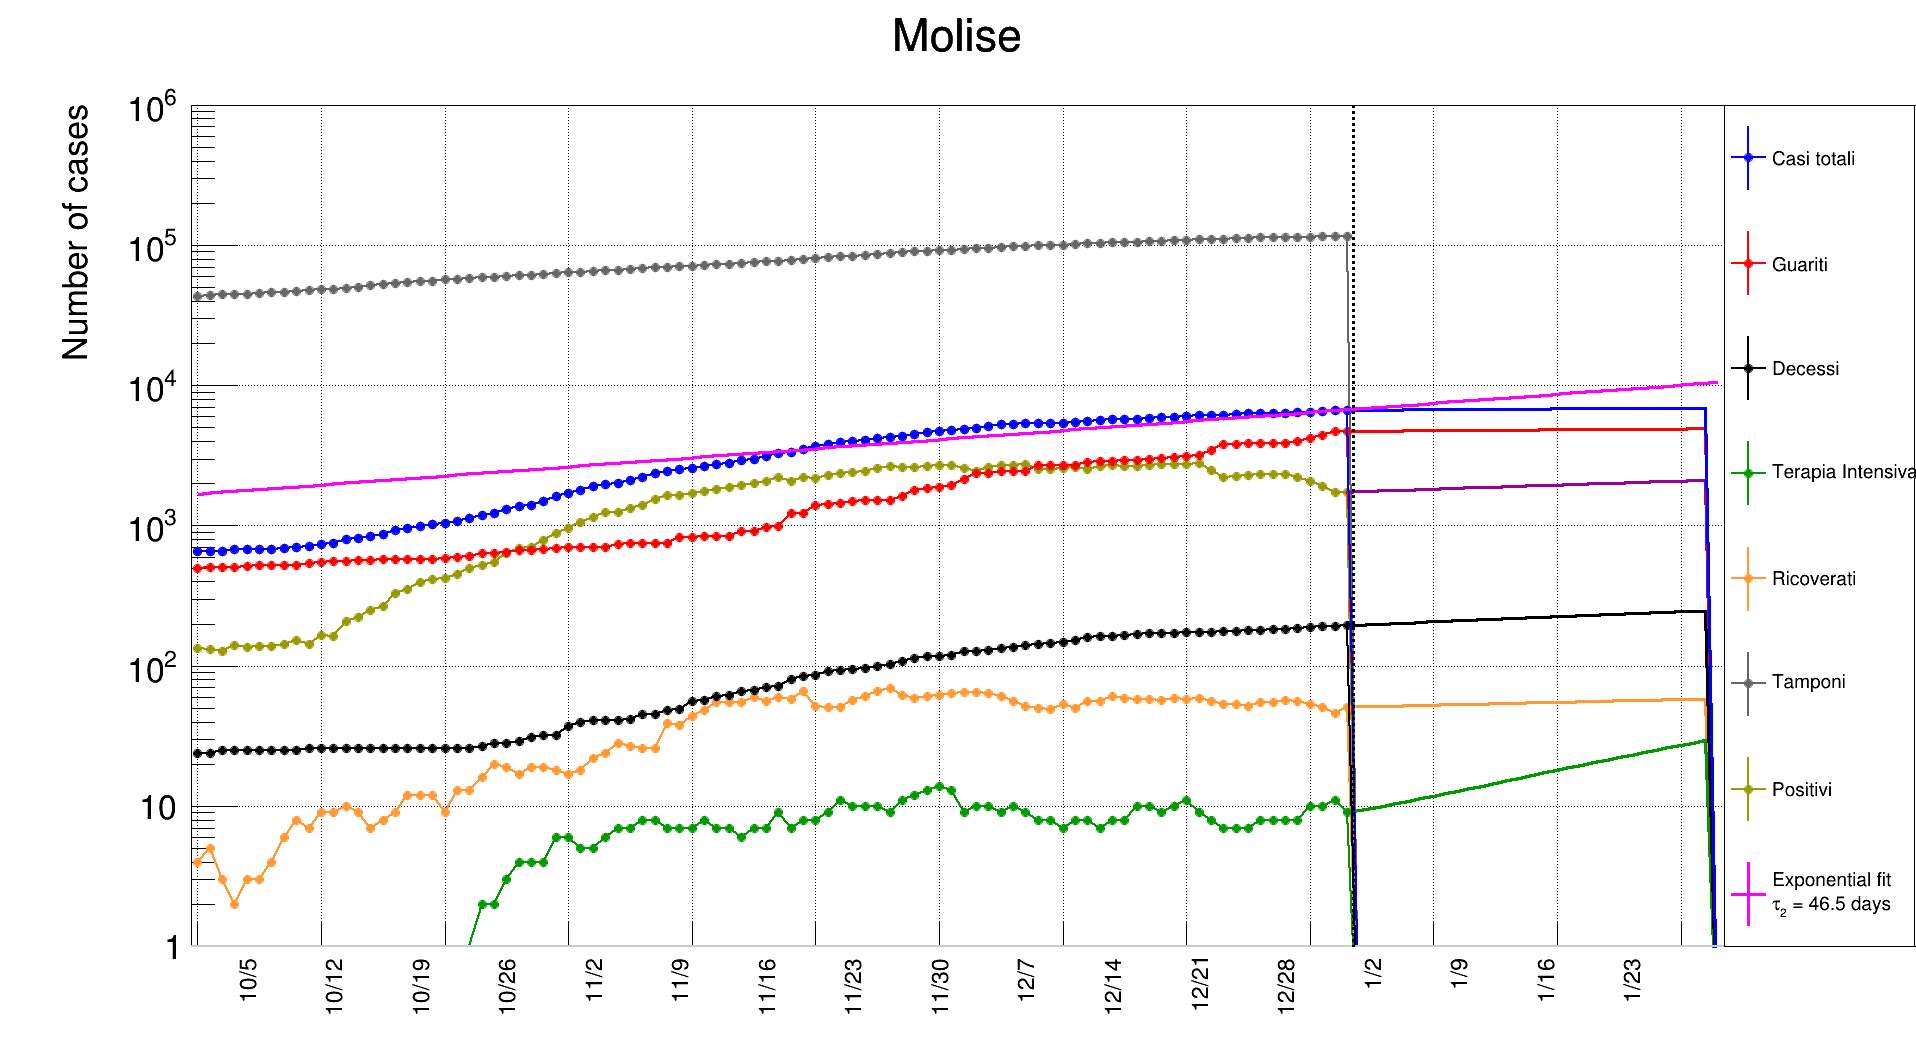 Molise
Number of cases
10^6
10^5
10^4
10^3
10^2
10
1
10/5
10/12
10/19
10/26
11/2
11/9
11/16
11/23
11/30
12/7
12/14
12/21
12/28
1/2
1/9
1/16
1/23
Casi totali
Guariti
Decessi
Terapia Intensiva
Ricoverati
Tamponi
Positivi
Exponential fit
τ_2 = 46.5 days